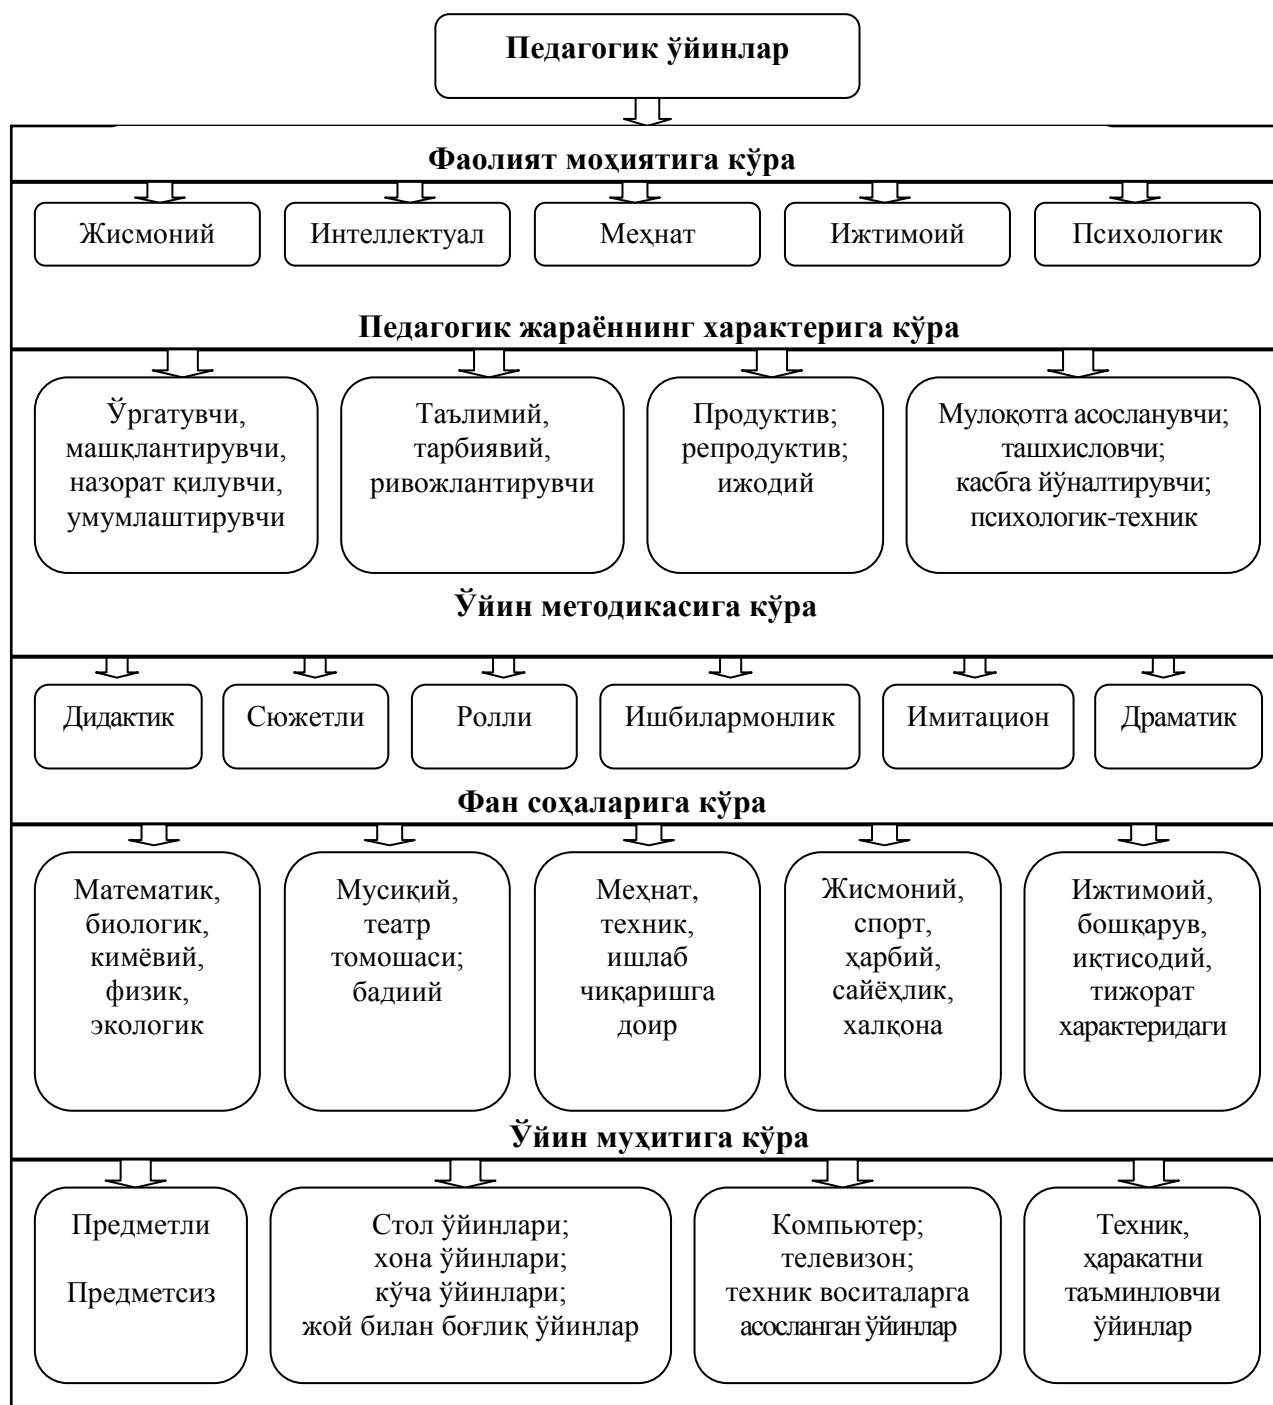 Педагогик ўйинлар
Фаолият моҳиятига кўра
Жисмоний
Интеллектуал
Меҳнат
Ижтимоий
Психологик
Педагогик жараённинг характерига кўра
Ўргатувчи,
машқлантирувчи,
назорат қилувчи,
умумлаштирувчи
Таълимий,
тарбиявий,
ривожлантирувчи
Продуктив;
репродуктив;
ижодий
Мулоқотга асосланувчи;
ташхисловчи;
касбга йўналтирувчи;
психологик-техник
Ўйин методикасига кўра
Дидактик
Сюжетли
Ролли
Ишбилармонлик
Имитацион
Драматик
Фан соҳаларига кўра
Математик,
биологик,
кимёвий,
физик,
экологик
Мусиқий,
театр
томошаси;
бадиий
Меҳнат,
техник,
ишлаб
чиқаришга
доир
Жисмоний,
спорт,
ҳарбий,
сайёҳлик,
халқона
Ижтимоий,
бошқарув,
иқтисодий,
тижорат
характеридаги
Ўйин муҳитига кўра
Предметли
Предметсиз
Стол ўйинлари;
хона ўйинлари;
кўча ўйинлари;
жой билан боғлиқ ўйинлар
Компьютер;
телевизон;
техник воситаларга
асосланган ўйинлар
Техник,
ҳаракатни
таъминловчи
ўйинлар